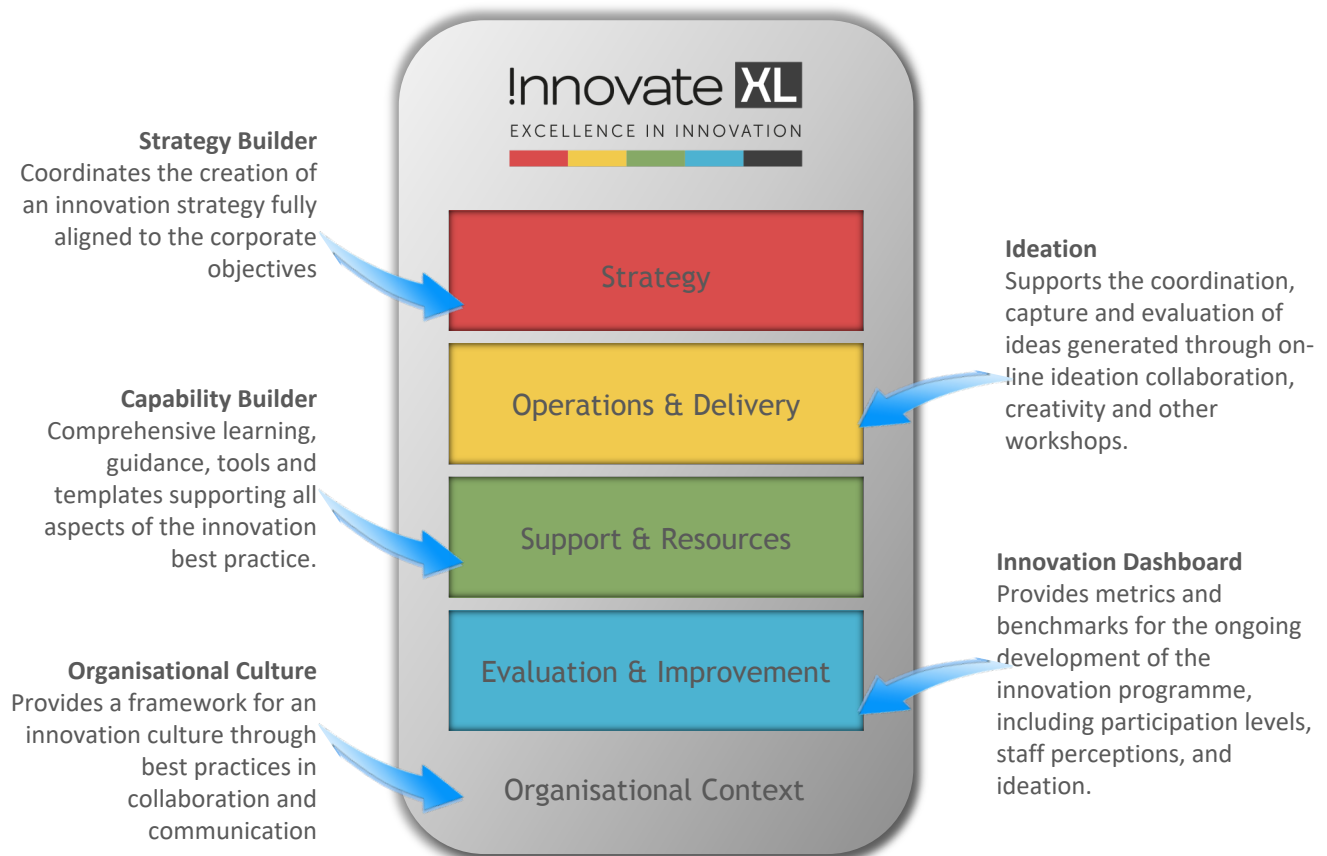 !nnovate XL
EXCELLENCE IN INNOVATION
Strategy Builder
Coordinates the creation of
an innovation strategy fully
aligned to the corporate
objectives
Capability Builder
Comprehensive learning,
guidance, tools and
templates supporting all
aspects of the innovation
best practice.
Organisational Culture
Provides a framework for an
innovation culture through
best practices in
collaboration and
communication
Strategy
Operations & Delivery
Support & Resources
Evaluation & Improvement
Organisational Context
Ideation
Supports the coordination,
capture and evaluation of
ideas generated through on-
line ideation collaboration,
creativity and other
workshops.
Innovation Dashboard
Provides metrics and
benchmarks for the ongoing
development of the
innovation programme,
including participation levels,
staff perceptions, and
ideation.